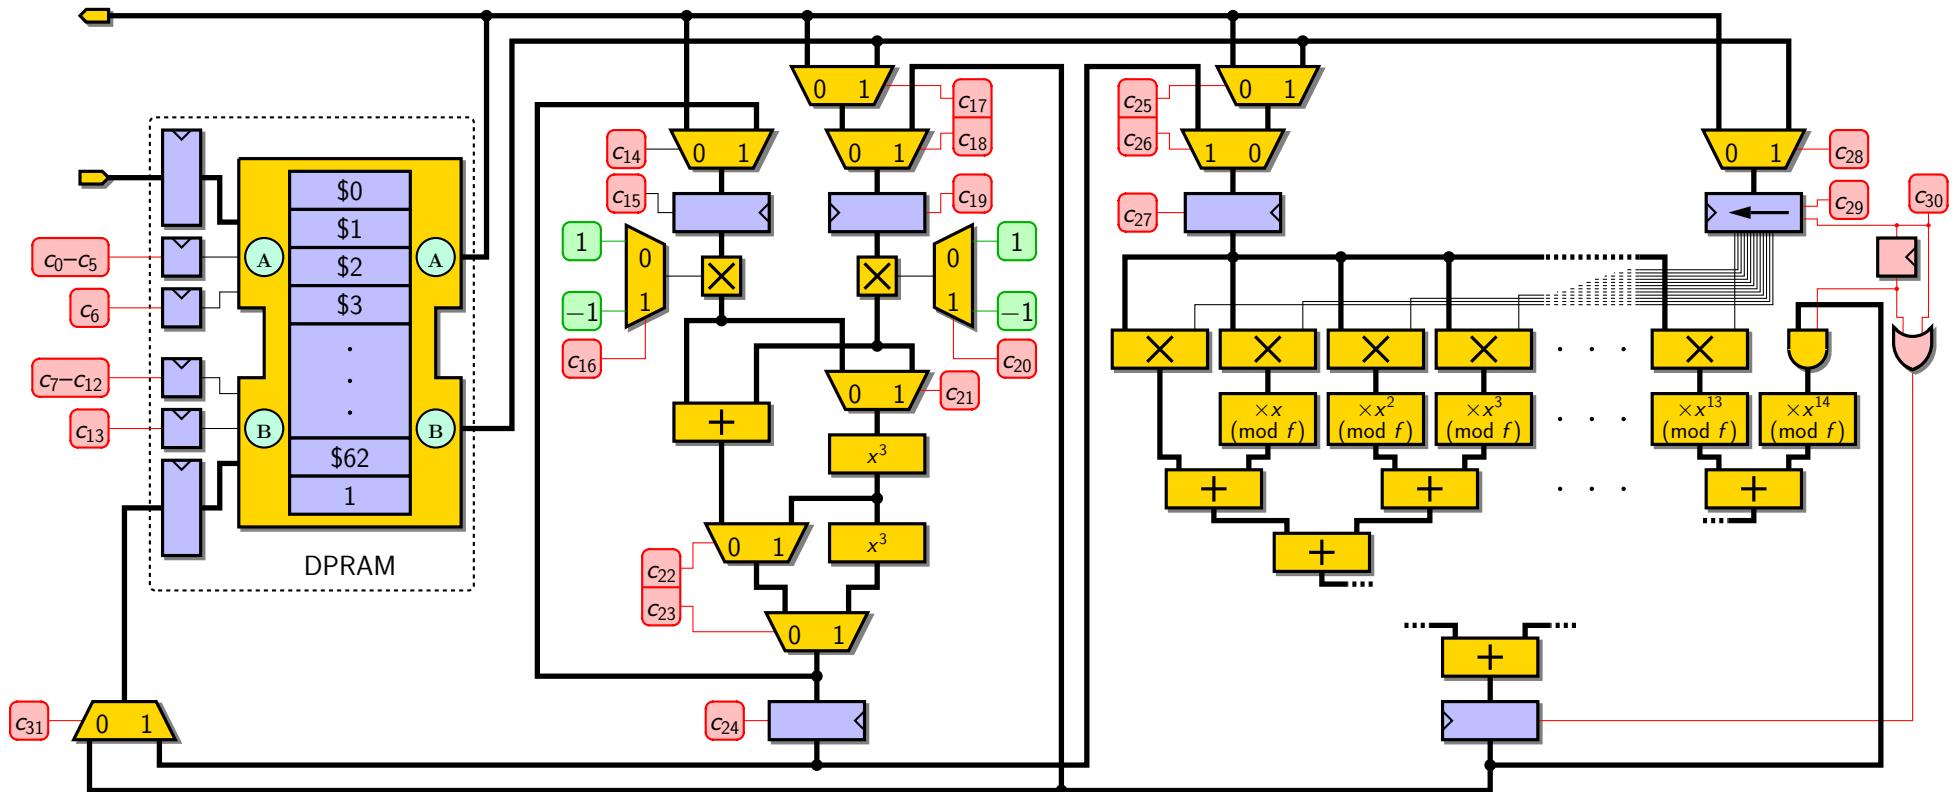 0 1
0 1
c17
c18
c14
0 1
0 1
c15
c19
1
0
1
−1
c16
0
1
1
−1
c20
0 1
c21
+
x³
0 1
x³
c22
c23
0 1
c24
c0–c5
c6
c7–c12
c13
A
B
$0
$1
$2
$3
·
·
·
$62
1
A
B
DPRAM
c31
0 1
c25
c26
0 1
1 0
c27
0 1
c28
c29
c30
× × × × · · · ×
×x (mod f)
×x² (mod f)
×x³ (mod f)
· · ·
×x¹³ (mod f)
×x¹⁴ (mod f)
+ + · · · +
+
+